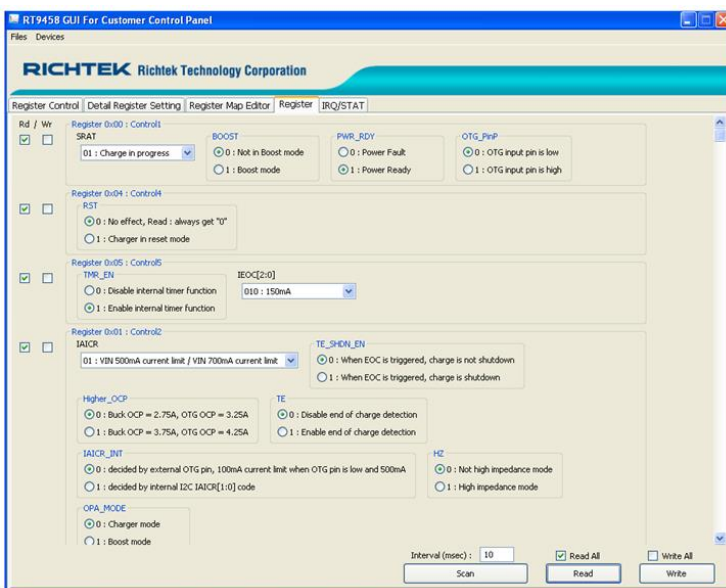 RT9458 GUI For Customer Control Panel
Files Devices
RICHTEK Richtek Technology Corporation
Register Control Detail Register Setting Register Map Editor Register IRQ/STAT
Rd / Wr
Register 0x00 : Control1
SRAT BOOST PWR_RDY OTG_PinP
01 : Charge in progress
0 : Not in Boost mode 0 : Power Fault 0 : OTG input pin is low
1 : Boost mode 1 : Power Ready 1 : OTG input pin is high
Register 0x04 : Control4
RST
0 : No effect, Read : always get "0"
1 : Charger in reset mode
Register 0x05 : Control5
TMR_EN IEOC[2:0]
0 : Disable internal timer function 010 : 150mA
1 : Enable internal timer function
Register 0x01 : Control2
IAICR TE_SHDN_EN
01 : VIN 500mA current limit / VIN 700mA current limit 0 : When EOC is triggered, charge is not shutdown
1 : When EOC is triggered, charge is shutdown
Higher_OCP TE
0 : Buck OCP = 2.75A, OTG OCP = 3.25A 0 : Disable end of charge detection
1 : Buck OCP = 3.75A, OTG OCP = 4.25A 1 : Enable end of charge detection
IAICR_INT HZ
0 : decided by external OTG pin, 100mA current limit when OTG pin is low and 500mA 0 : Not high impedance mode
1 : decided by internal I2C IAICR[1:0] code 1 : High impedance mode
OPA_MODE
0 : Charger mode
1 : Boost mode
Interval (msec) : 10 Read All Write All
Scan Read Write